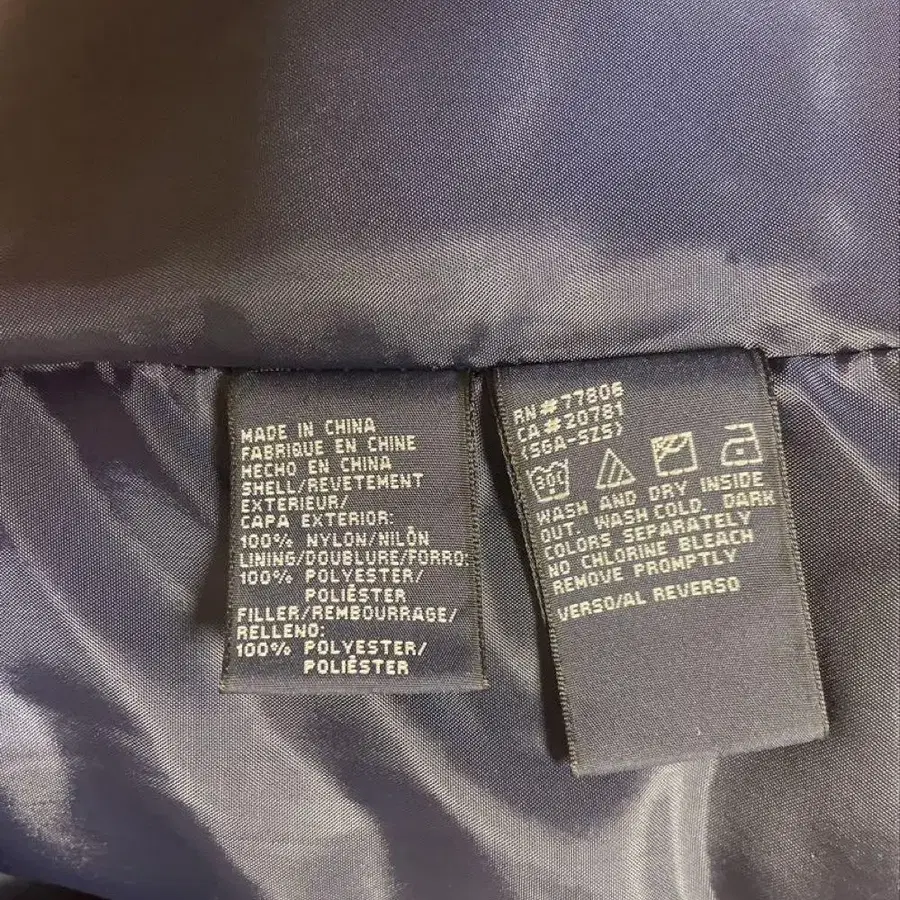 MADE IN CHINA
FABRIQUE EN CHINE
HECHO EN CHINA
SHELL/REVETEMENT
EXTERIEUR/
CAPA EXTERIOR:
100% NYLON/NILÓN
LINING/DOUBLURE/FORRO:
100% POLYESTER/
POLIÉSTER
FILLER/REMBOURRAGE/
RELLENO:
100% POLYESTER/
POLIÉSTER
RN#77806
CA#20781
(SGA-SZS)
30C
WASH AND DRY INSIDE
OUT. WASH COLD. DARK
COLORS SEPARATELY
NO CHLORINE BLEACH
REMOVE PROMPTLY
VERSO/AL REVERSO